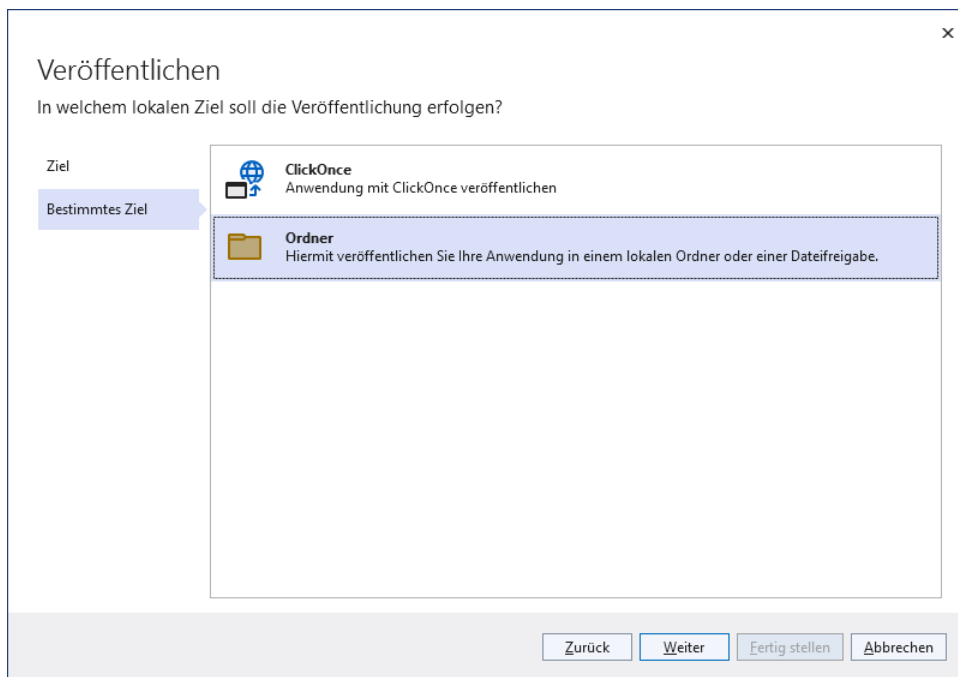 Veröffentlichen
In welchem lokalen Ziel soll die Veröffentlichung erfolgen?
Ziel
Bestimmtes Ziel
ClickOnce
Anwendung mit ClickOnce veröffentlichen
Ordner
Hiermit veröffentlichen Sie Ihre Anwendung in einem lokalen Ordner oder einer Dateifreigabe.
Zurück
Weiter
Fertig stellen
Abbrechen